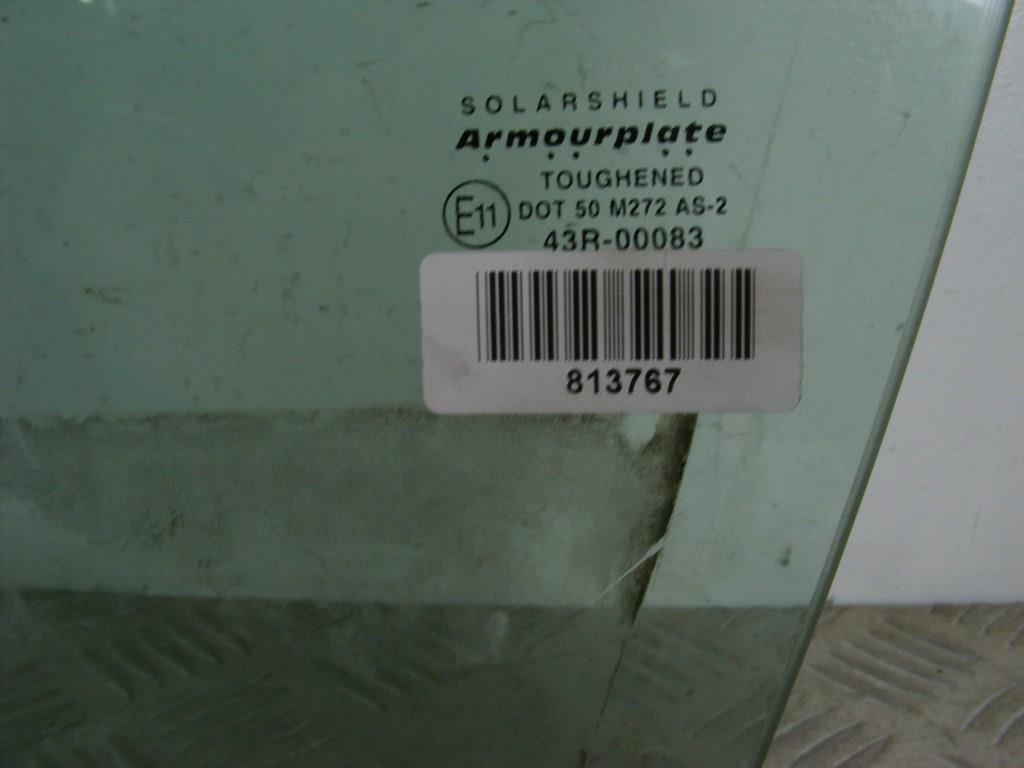 SOLARSHIELD
Armourplate
TOUGHENED
E11 DOT 50 M272 AS-2
43R-00083
813767